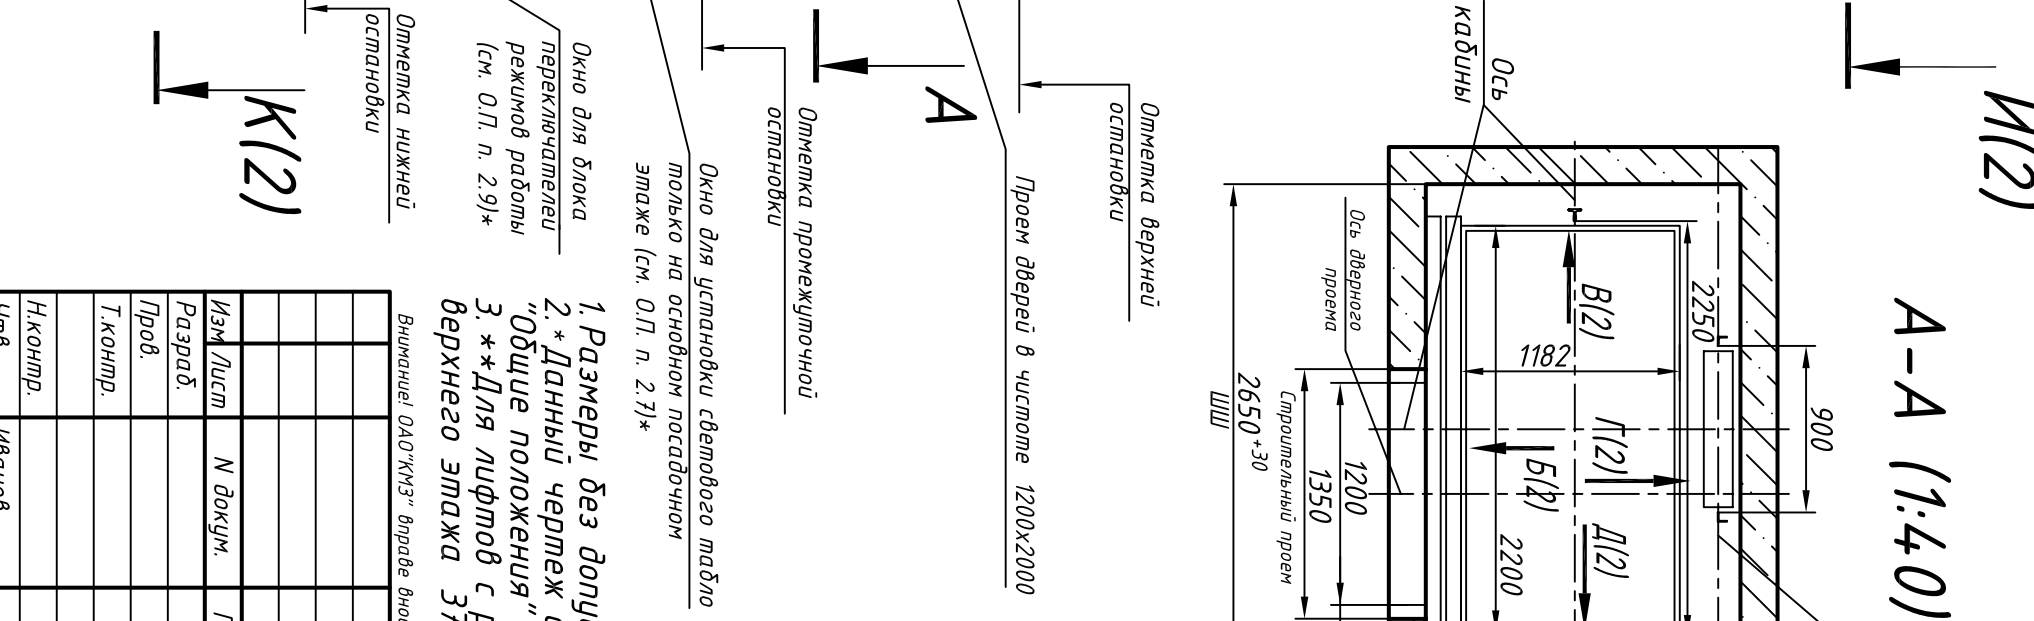 И(2)
А-А (1:40)
900
2250
Ось
кабины
В(2)
1182
Г(2)
Б(2)
Д(2)
2200
Ось дверного
проема
1200
1350
Строительный проем
2650+30
ШШ
Отметка верхней
остановки
Проем дверей в чистоте 1200х2000
А
Отметка промежуточной
остановки
Окно для установки светового табло
только на основном посадочном
этаже (см. О.П. п. 2.7)*
Окно для блока
переключателей
режимов работы
(см. О.П. п. 2.9)*
Отметка нижней
остановки
К(2)
1. Размеры без
2.*Данный чертеж
"Общие положения"
3.**Для лифтов с
верхнего этажа
Внимание! ОАО"КМЗ" вправе
Изм Лист
N докум.
Разраб.
Пров.
Т.контр.
Н.контр.